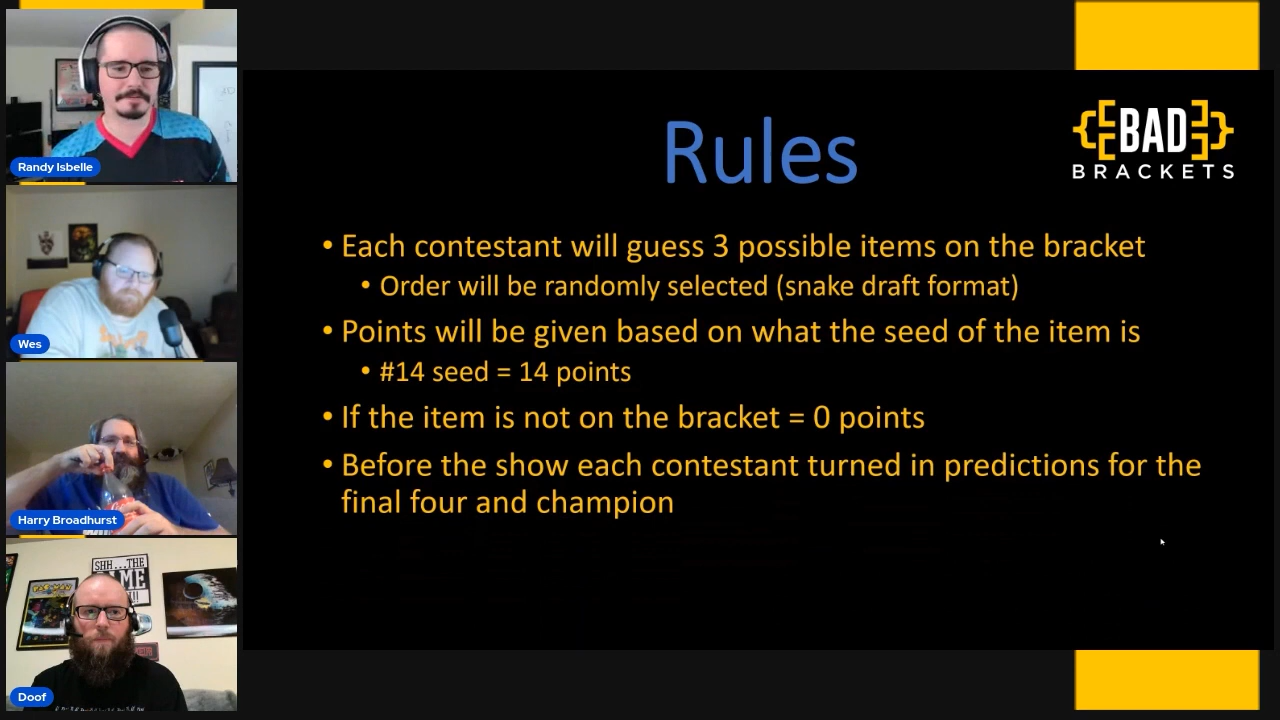 Randy Isbelle
Wes
Harry Broadhurst
SHH...THE
Doof
Rules
{[BAD]}
BRACKETS
• Each contestant will guess 3 possible items on the bracket
• Order will be randomly selected (snake draft format)
• Points will be given based on what the seed of the item is
• #14 seed = 14 points
• If the item is not on the bracket = 0 points
• Before the show each contestant turned in predictions for the
final four and champion